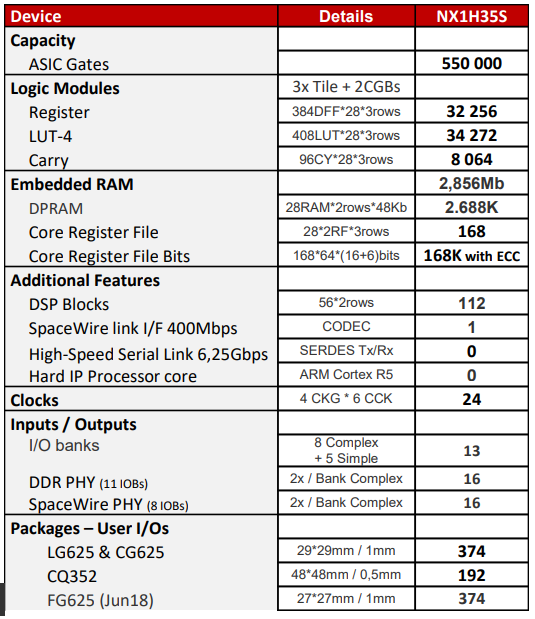 Device Details NX1H35S
Capacity
ASIC Gates 550 000
Logic Modules 3x Tile + 2CGBs
Register 384DFF*28*3rows 32 256
LUT-4 408LUT*28*3rows 34 272
Carry 96CY*28*3rows 8 064
Embedded RAM 2,856Mb
DPRAM 28RAM*2rows*48Kb 2.688K
Core Register File 28*2RF*3rows 168
Core Register File Bits 168*64*(16+6)bits 168K with ECC
Additional Features
DSP Blocks 56*2rows 112
SpaceWire link I/F 400Mbps CODEC 1
High-Speed Serial Link 6,25Gbps SERDES Tx/Rx 0
Hard IP Processor core ARM Cortex R5 0
Clocks 4 CKG * 6 CCK 24
Inputs / Outputs
I/O banks 8 Complex
+ 5 Simple 13
DDR PHY (11 IOBs) 2x / Bank Complex 16
SpaceWire PHY (8 IOBs) 2x / Bank Complex 16
Packages – User I/Os
LG625 & CG625 29*29mm / 1mm 374
CQ352 48*48mm / 0,5mm 192
FG625 (Jun18) 27*27mm / 1mm 374